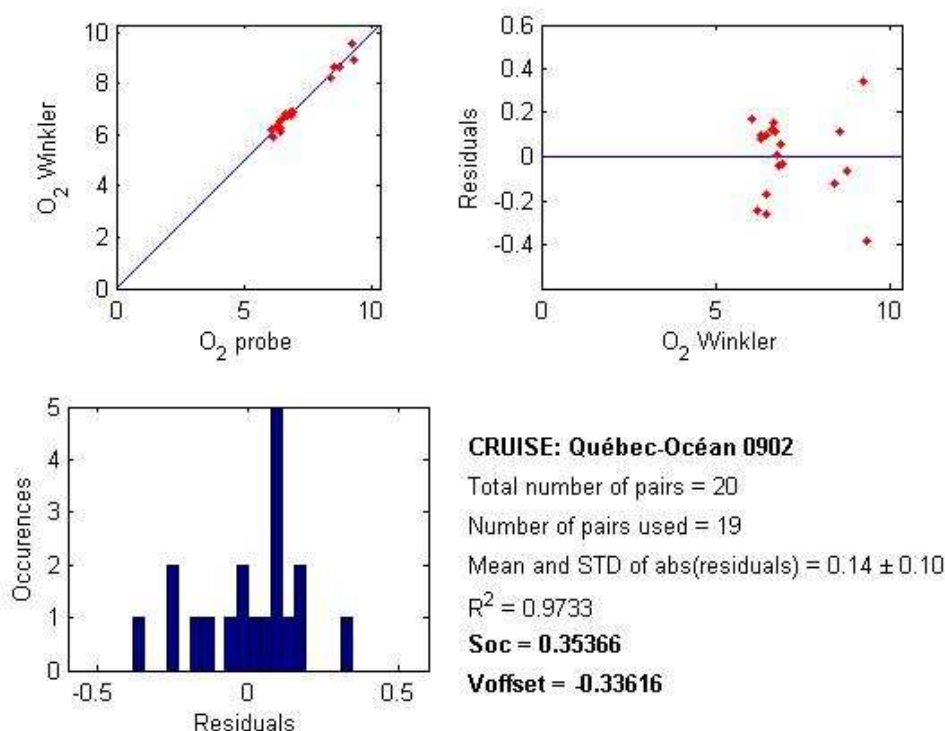 10
8
6
4
2
0
O2 Winkler
0 5 10
O2 probe
0.6
0.4
0.2
0
-0.2
-0.4
Residuals
0 5 10
O2 Winkler
5
4
3
2
1
0
Occurences
-0.5 0 0.5
Residuals
CRUISE: Québec-Océan 0902
Total number of pairs = 20
Number of pairs used = 19
Mean and STD of abs(residuals) = 0.14 ± 0.10
R² = 0.9733
Soc = 0.35366
Voffset = -0.33616